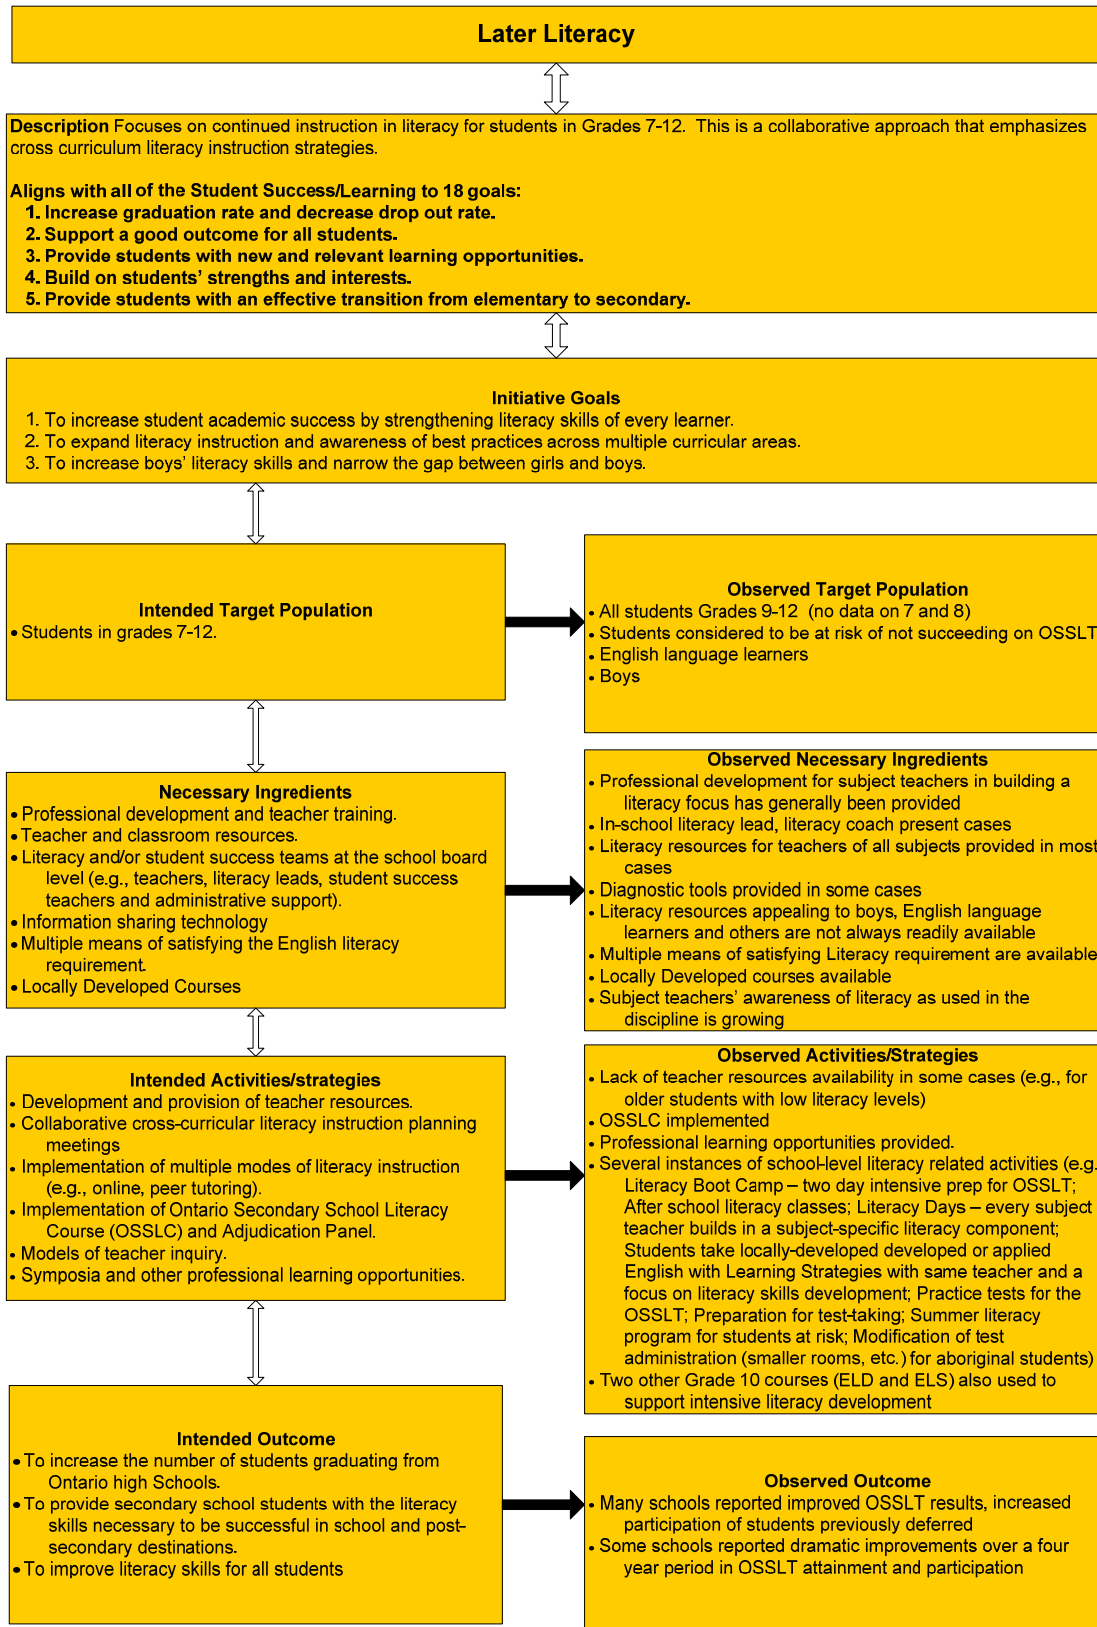 Later Literacy
Description Focuses on continued instruction in literacy for students in Grades 7-12.  This is a collaborative approach that emphasizes
cross curriculum literacy instruction strategies.
Aligns with all of the Student Success/Learning to 18 goals:
1. Increase graduation rate and decrease drop out rate.
2. Support a good outcome for all students.
3. Provide students with new and relevant learning opportunities.
4. Build on students' strengths and interests.
5. Provide students with an effective transition from elementary to secondary.
Initiative Goals
1. To increase student academic success by strengthening literacy skills of every learner.
2. To expand literacy instruction and awareness of best practices across multiple curricular areas.
3. To increase boys' literacy skills and narrow the gap between girls and boys.
Intended Target Population
• Students in grades 7-12.
Observed Target Population
• All students Grades 9-12  (no data on 7 and 8)
• Students considered to be at risk of not succeeding on OSSLT
• English language learners
• Boys
Necessary Ingredients
• Professional development and teacher training.
• Teacher and classroom resources.
• Literacy and/or student success teams at the school board
level (e.g., teachers, literacy leads, student success
teachers and administrative support).
• Information sharing technology
• Multiple means of satisfying the English literacy
requirement.
• Locally Developed Courses
Observed Necessary Ingredients
• Professional development for subject teachers in building a
literacy focus has generally been provided
• In-school literacy lead, literacy coach present cases
• Literacy resources for teachers of all subjects provided in most
cases
• Diagnostic tools provided in some cases
• Literacy resources appealing to boys, English language
learners and others are not always readily available
• Multiple means of satisfying Literacy requirement are available
• Locally Developed courses available
• Subject teachers' awareness of literacy as used in the
discipline is growing
Intended Activities/strategies
• Development and provision of teacher resources.
• Collaborative cross-curricular literacy instruction planning
meetings
• Implementation of multiple modes of literacy instruction
(e.g., online, peer tutoring).
• Implementation of Ontario Secondary School Literacy
Course (OSSLC) and Adjudication Panel.
• Models of teacher inquiry.
• Symposia and other professional learning opportunities.
Observed Activities/Strategies
• Lack of teacher resources availability in some cases (e.g., for
older students with low literacy levels)
• OSSLC implemented
• Professional learning opportunities provided.
• Several instances of school-level literacy related activities (e.g.
Literacy Boot Camp – two day intensive prep for OSSLT;
After school literacy classes; Literacy Days – every subject
teacher builds in a subject-specific literacy component;
Students take locally-developed developed or applied
English with Learning Strategies with same teacher and a
focus on literacy skills development; Practice tests for the
OSSLT; Preparation for test-taking; Summer literacy
program for students at risk; Modification of test
administration (smaller rooms, etc.) for aboriginal students)
• Two other Grade 10 courses (ELD and ELS) also used to
support intensive literacy development
Intended Outcome
• To increase the number of students graduating from
Ontario high Schools.
• To provide secondary school students with the literacy
skills necessary to be successful in school and post-
secondary destinations.
• To improve literacy skills for all students
Observed Outcome
• Many schools reported improved OSSLT results, increased
participation of students previously deferred
• Some schools reported dramatic improvements over a four
year period in OSSLT attainment and participation